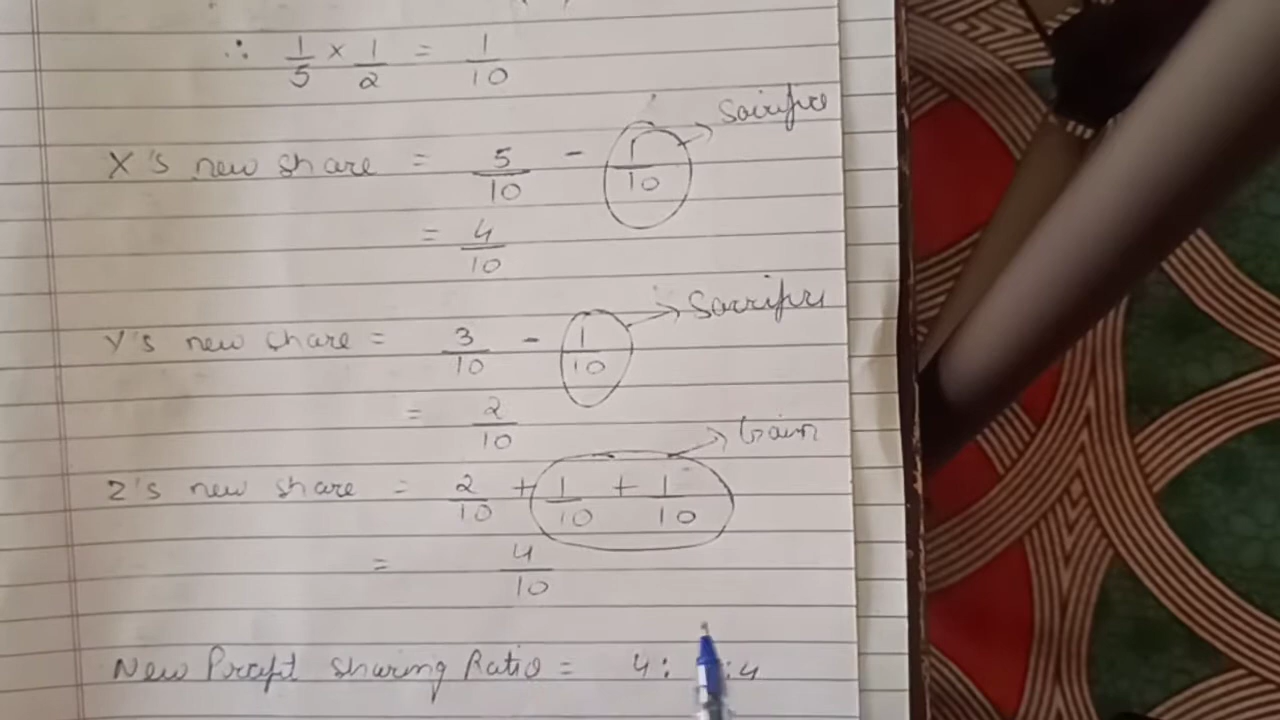 ∴ 1/5 × 1/2 = 1/10
X's new share = 5/10 - 1/10 → Sacrifice
= 4/10
Y's new share = 3/10 - 1/10 → Sacrifice
= 2/10
Z's new share = 2/10 + 1/10 + 1/10 → Gain
= 4/10
New Profit Sharing Ratio = 4: :4